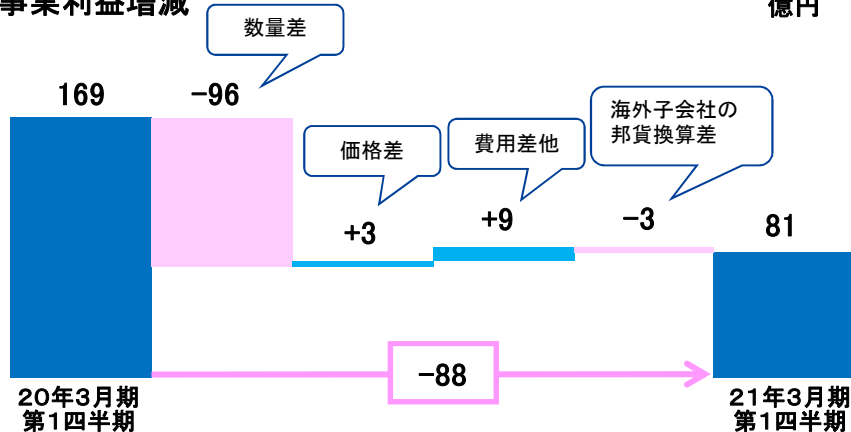 事業利益増減
億円
数量差
169
-96
価格差
費用差他
海外子会社の
邦貨換算差
+3
+9
-3
81
-88
20年3月期
第1四半期
21年3月期
第1四半期